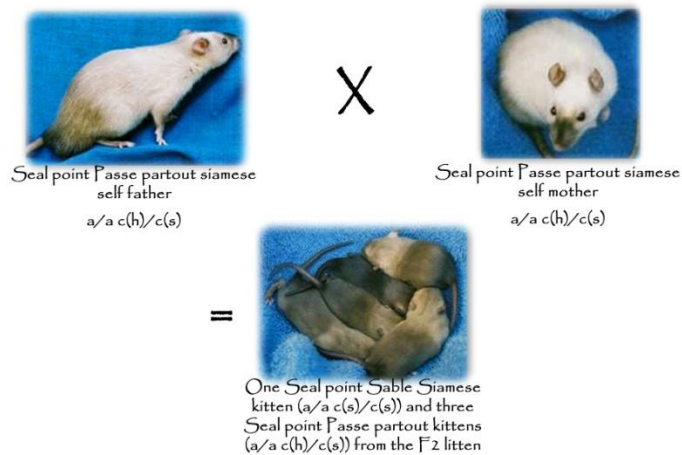 X
Seal point Passe partout siamese
self father
a/a c(h)/c(s)
Seal point Passe partout siamese
self mother
a/a c(h)/c(s)
=
One Seal point Sable Siamese
kitten (a/a c(s)/c(s)) and three
Seal point Passe partout kittens
(a/a c(h)/c(s)) from the F2 litten